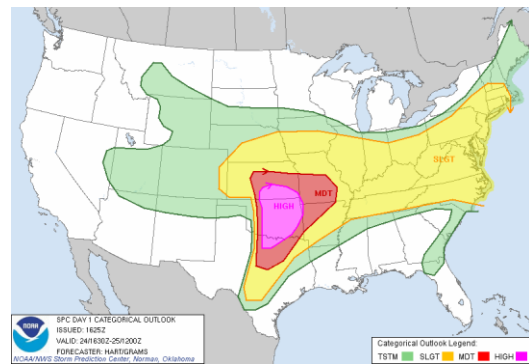 SLGT
MDT
HIGH
NOAA
SPC DAY 1 CATEGORICAL OUTLOOK
ISSUED: 1625Z
VALID: 24/1630Z-25/1200Z
FORECASTER: HART/GRAMS
NOAA/NWS Storm Prediction Center, Norman, Oklahoma
Categorical Outlook Legend:
TSTM SLGT MDT HIGH